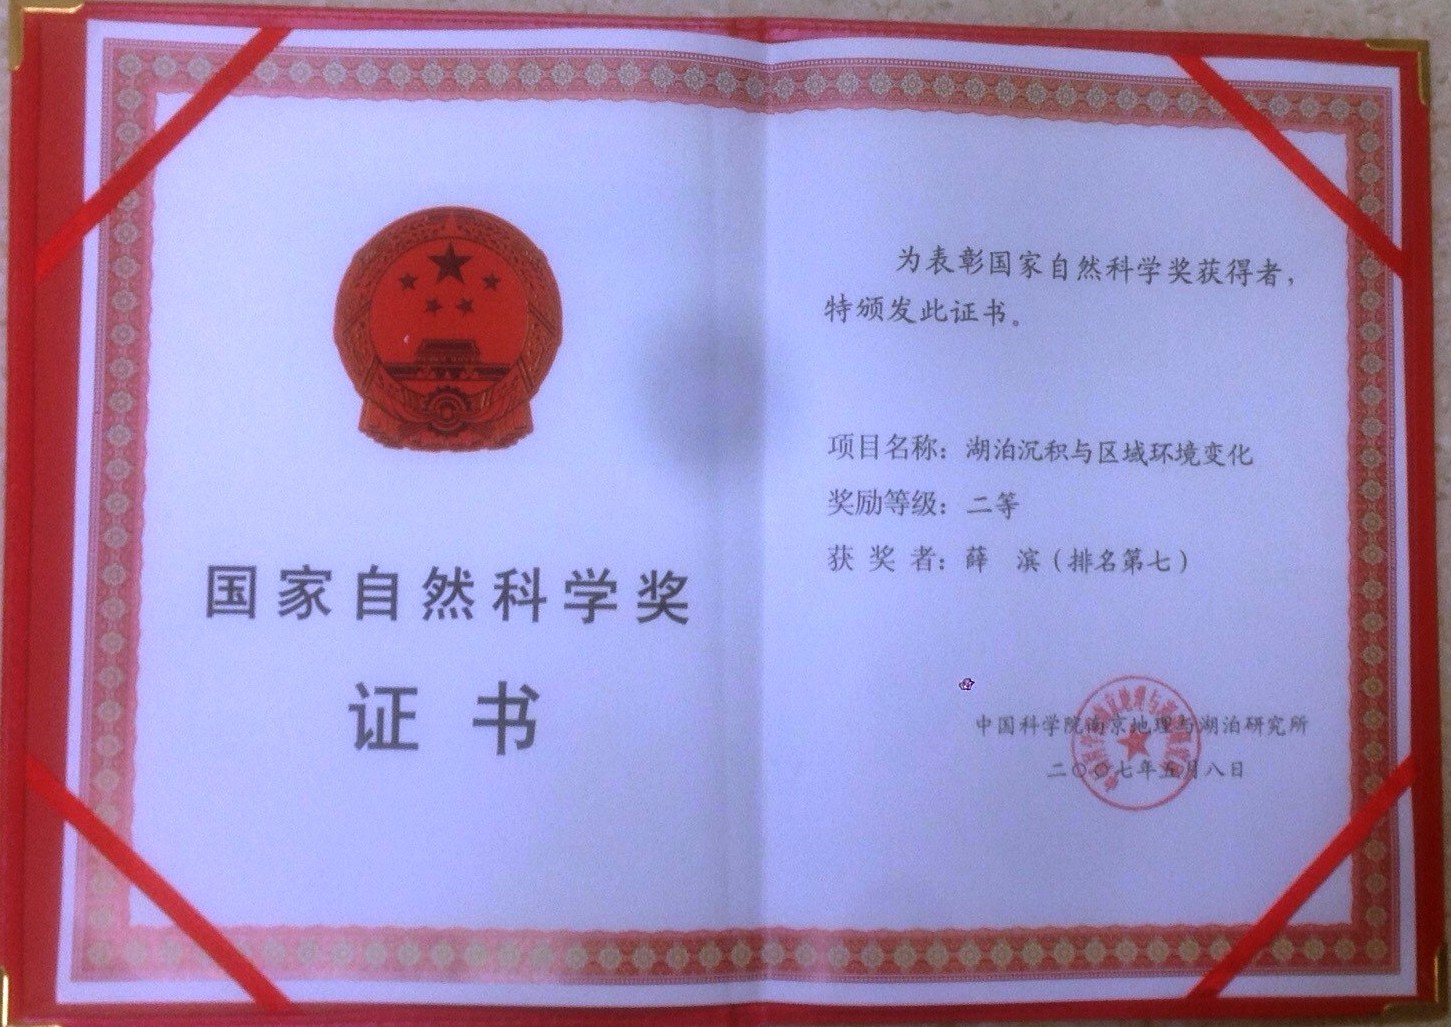 国家自然科学奖
证书
为表彰国家自然科学奖获得者，
特颁发此证书。
项目名称：湖泊沉积与区域环境变化
奖励等级：二等
获奖者：薛 滨（排名第七）
中国科学院南京地理与湖泊研究所
二〇〇七年五月八日